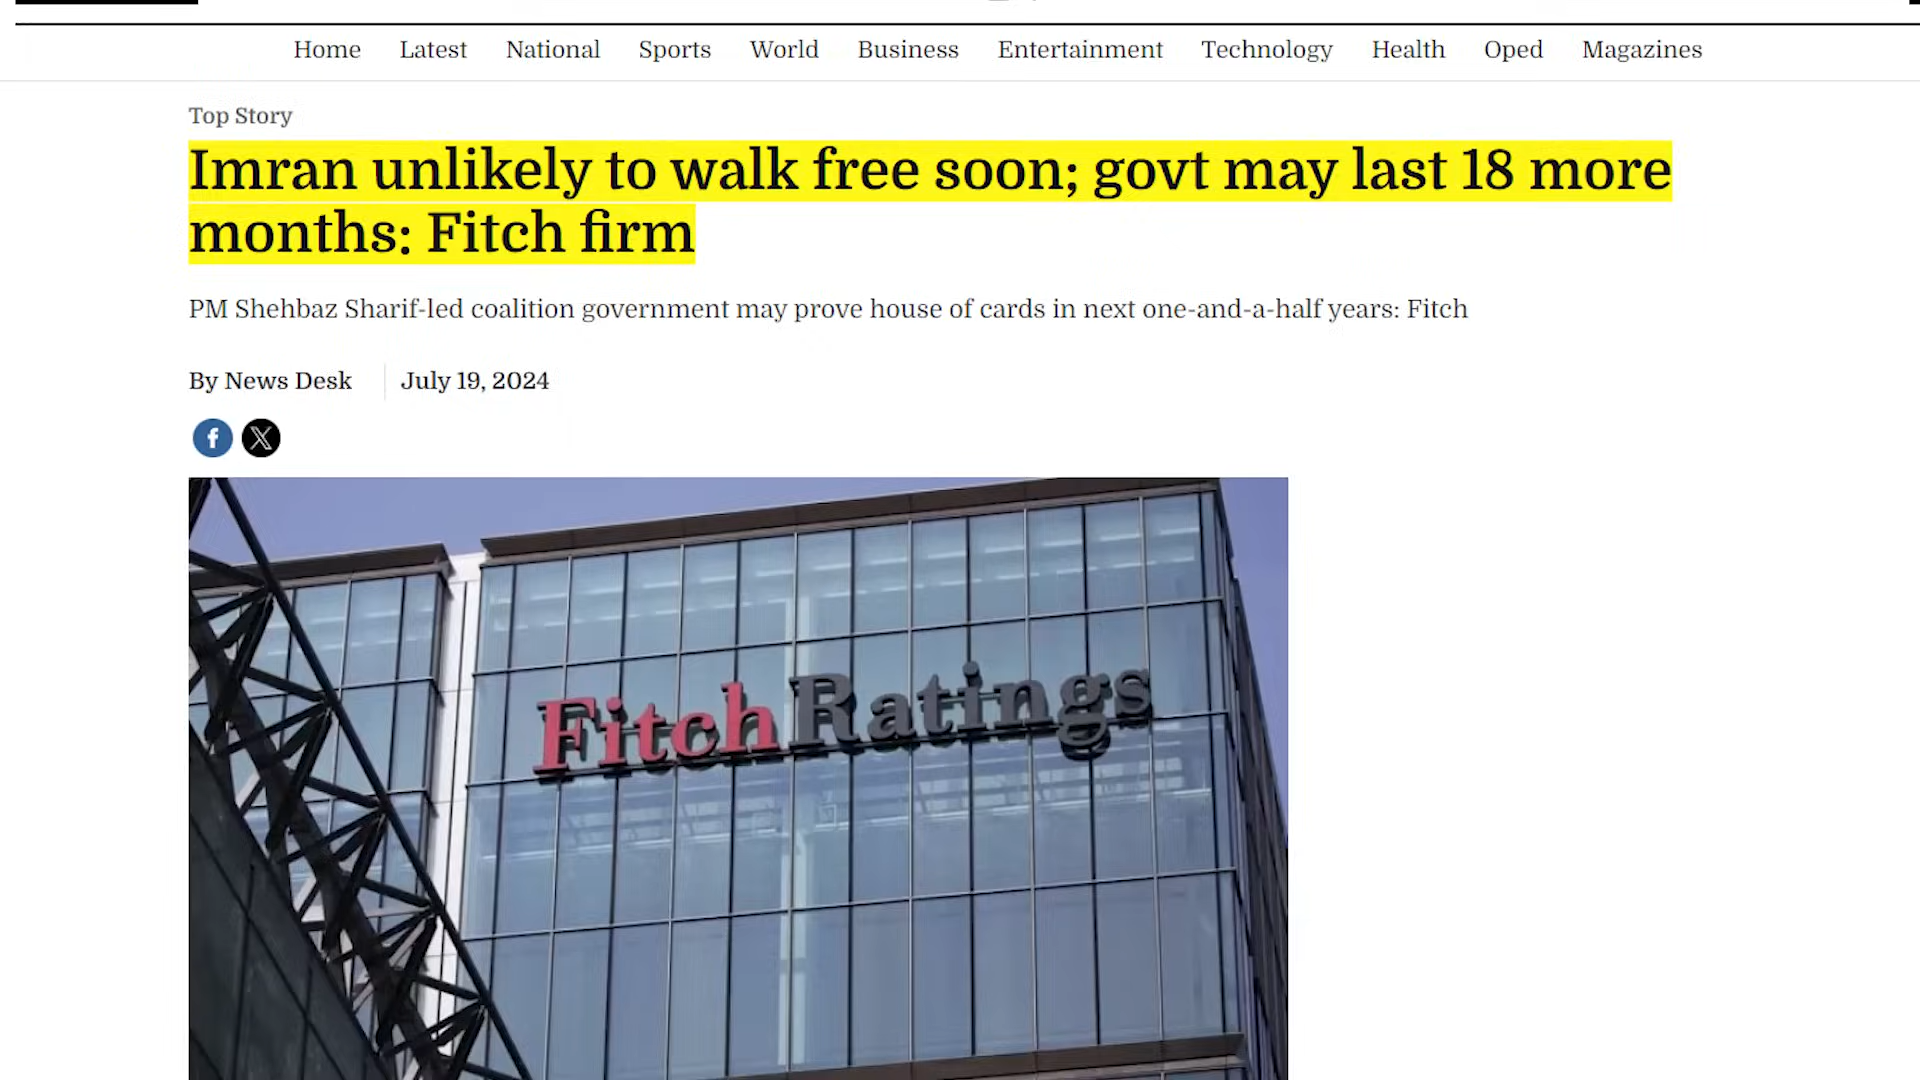 Home Latest National Sports World Business Entertainment Technology Health Oped Magazines
Top Story
Imran unlikely to walk free soon; govt may last 18 more
months: Fitch firm
PM Shehbaz Sharif-led coalition government may prove house of cards in next one-and-a-half years: Fitch
By News Desk July 19, 2024
FitchRatings